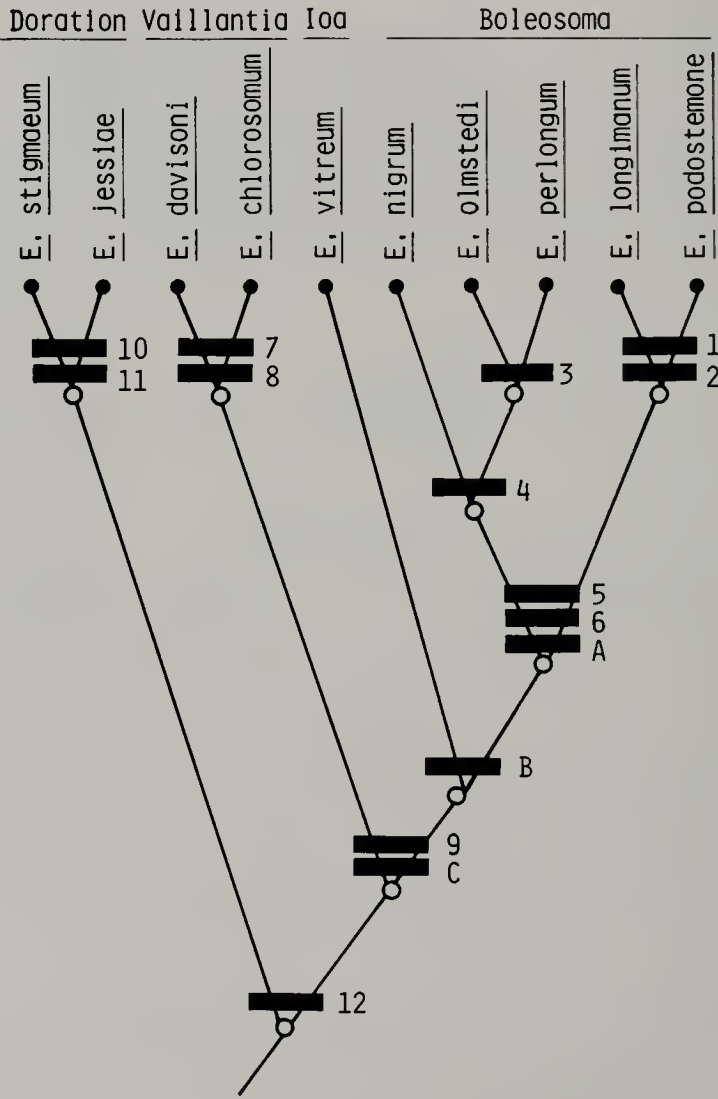 Doration Vaillantia Ioa Boleosoma
E. stigmaeum
E. jessiae
E. davisoni
E. chlorosomum
E. vitreum
E. nigrum
E. olmstedi
E. perlongum
E. longimanum
E. podostemone
10 7 1
11 8 3 2
4
5
6
A
B
9
C
12